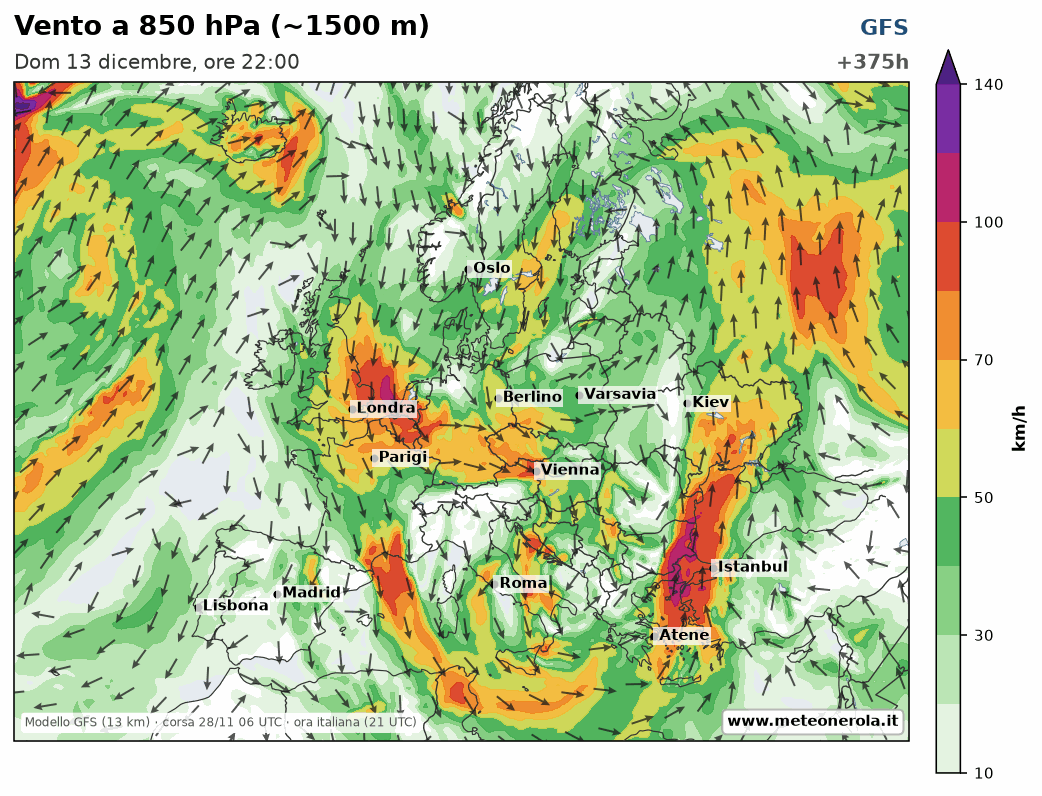 Vento a 850 hPa (~1500 m)
GFS
Dom 13 dicembre, ore 22:00
+375h
140
100
70
50
30
10
km/h
Oslo
Berlino
Varsavia
Kiev
Londra
Parigi
Vienna
Istanbul
Roma
Madrid
Lisbona
Atene
Modello GFS (13 km) · corsa 28/11 06 UTC · ora italiana (21 UTC)
www.meteonerola.it